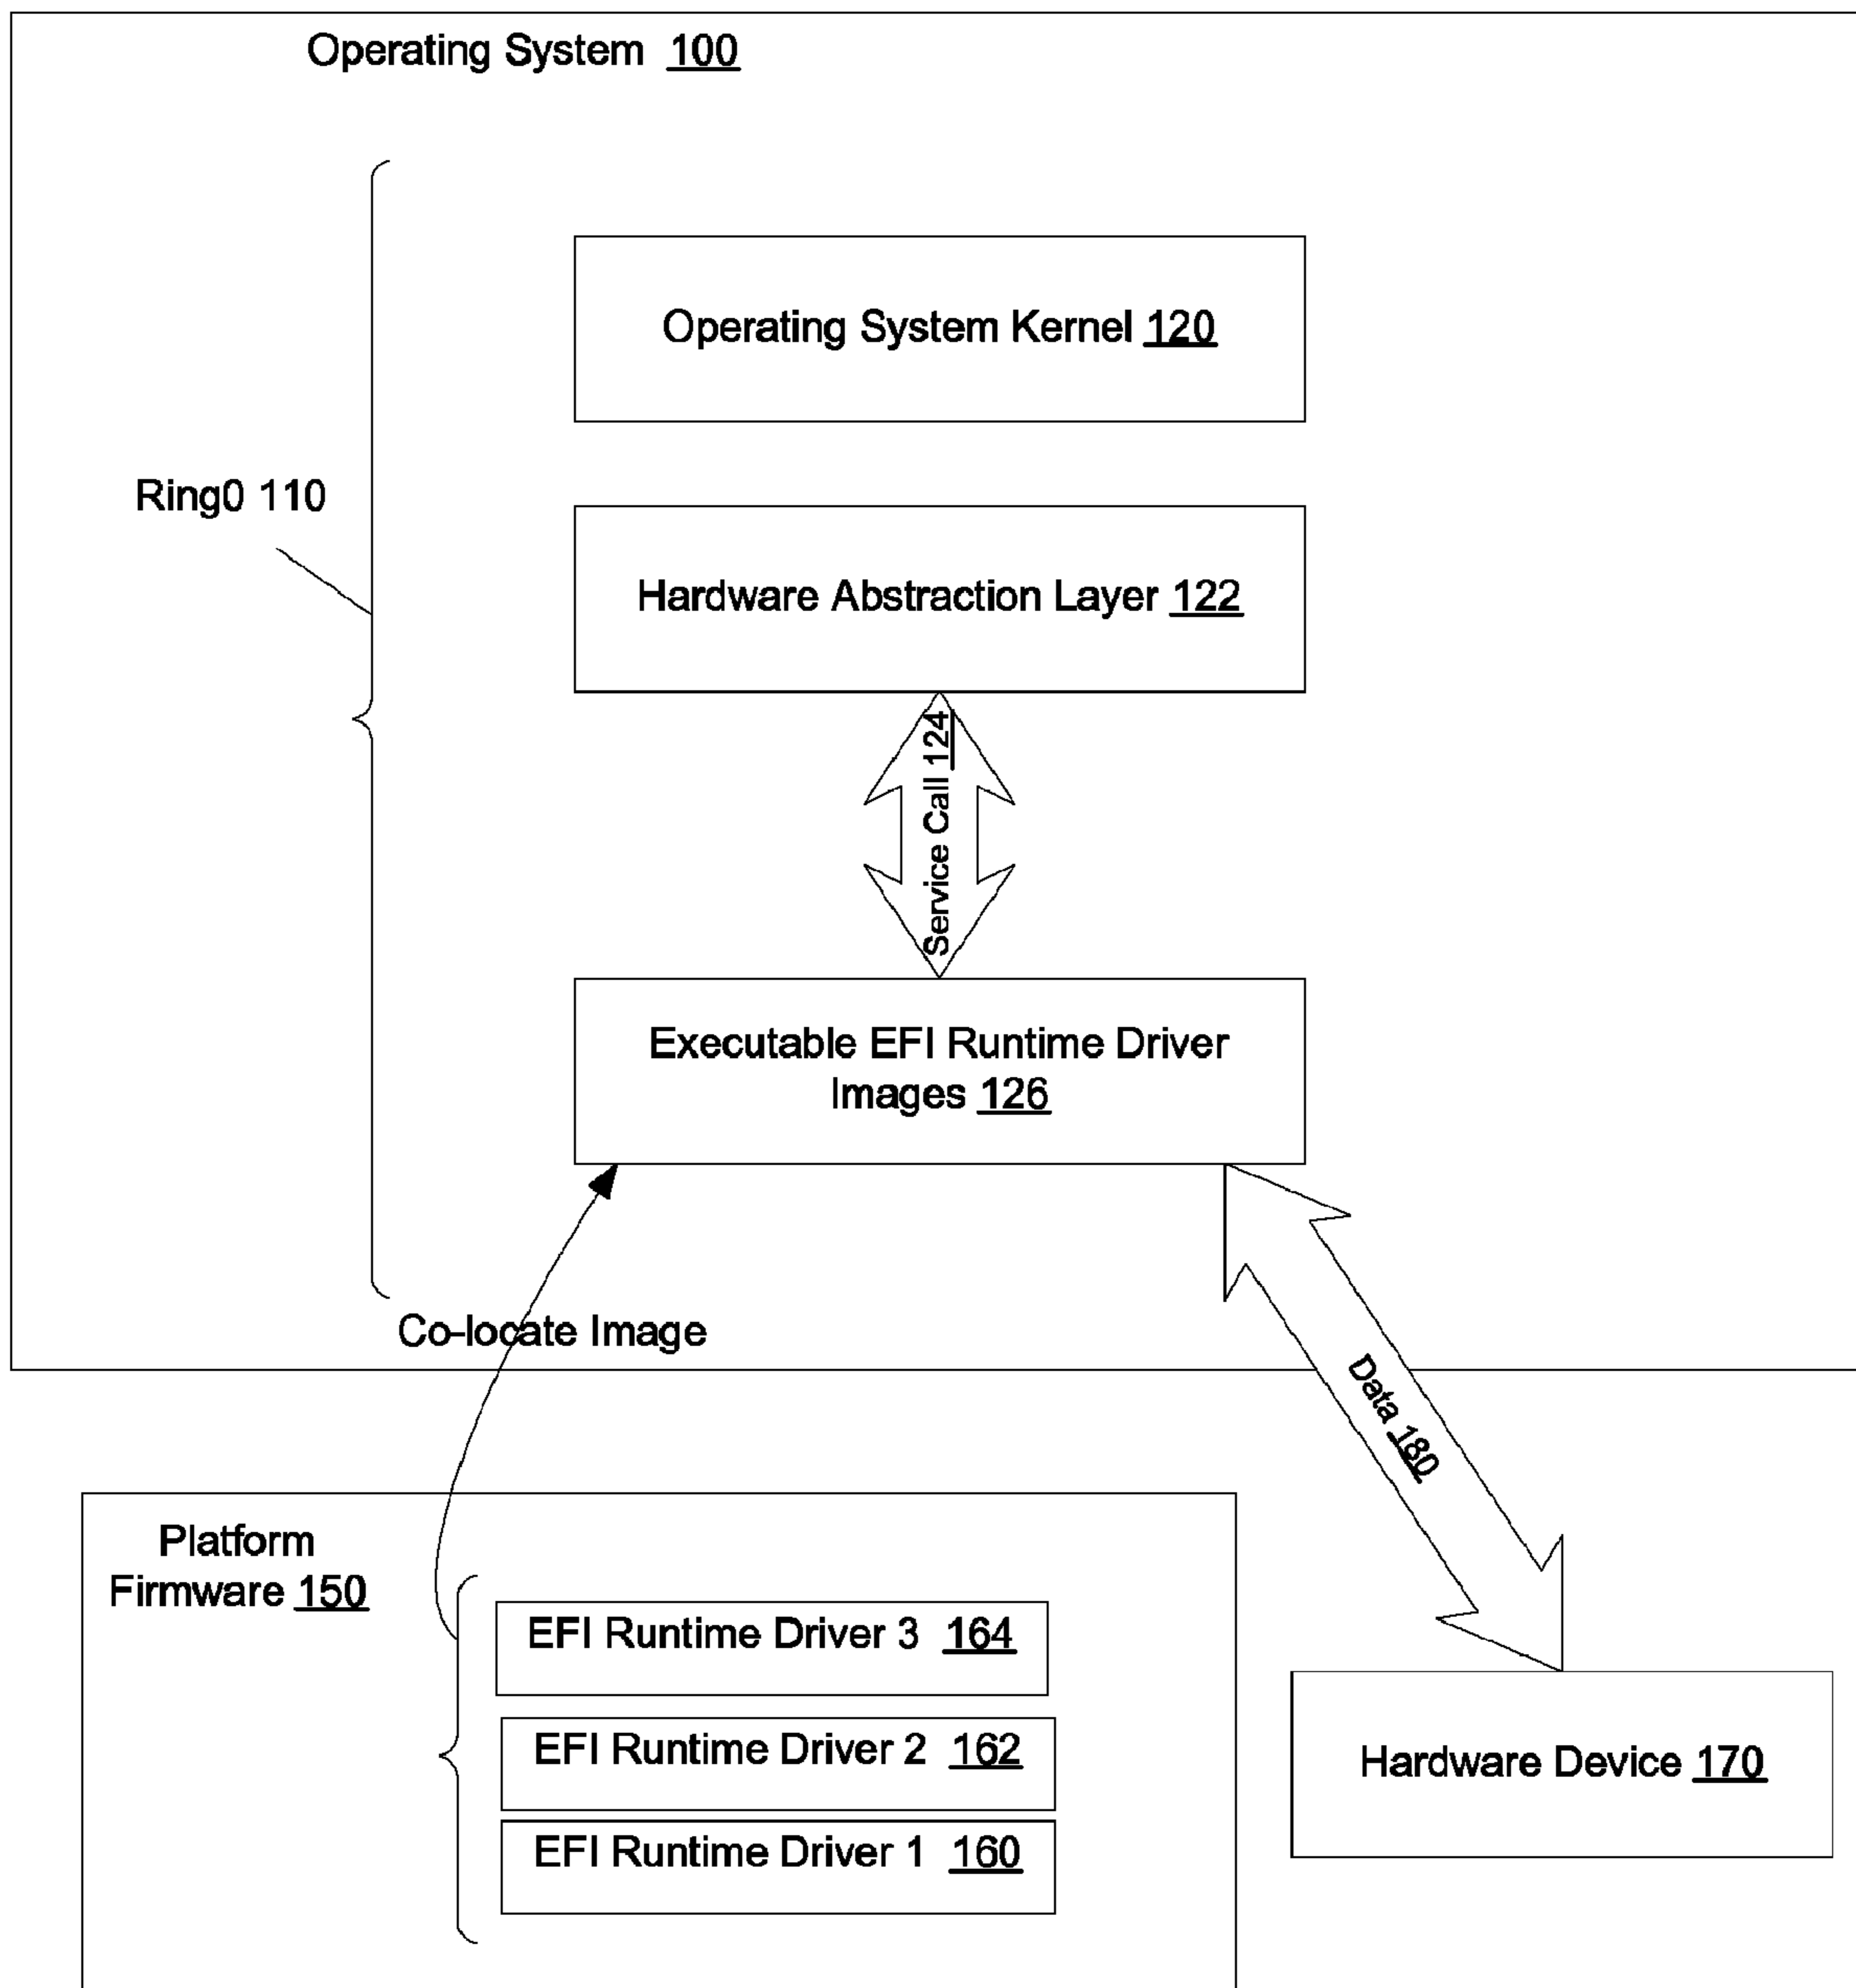 Operating System 100
Operating System Kernel 120
Ring0 110
Hardware Abstraction Layer 122
Service Call 124
Executable EFI Runtime Driver
Images 126
Co-locate Image
Data 180
Platform
Firmware 150
EFI Runtime Driver 3 164
EFI Runtime Driver 2 162
EFI Runtime Driver 1 160
Hardware Device 170